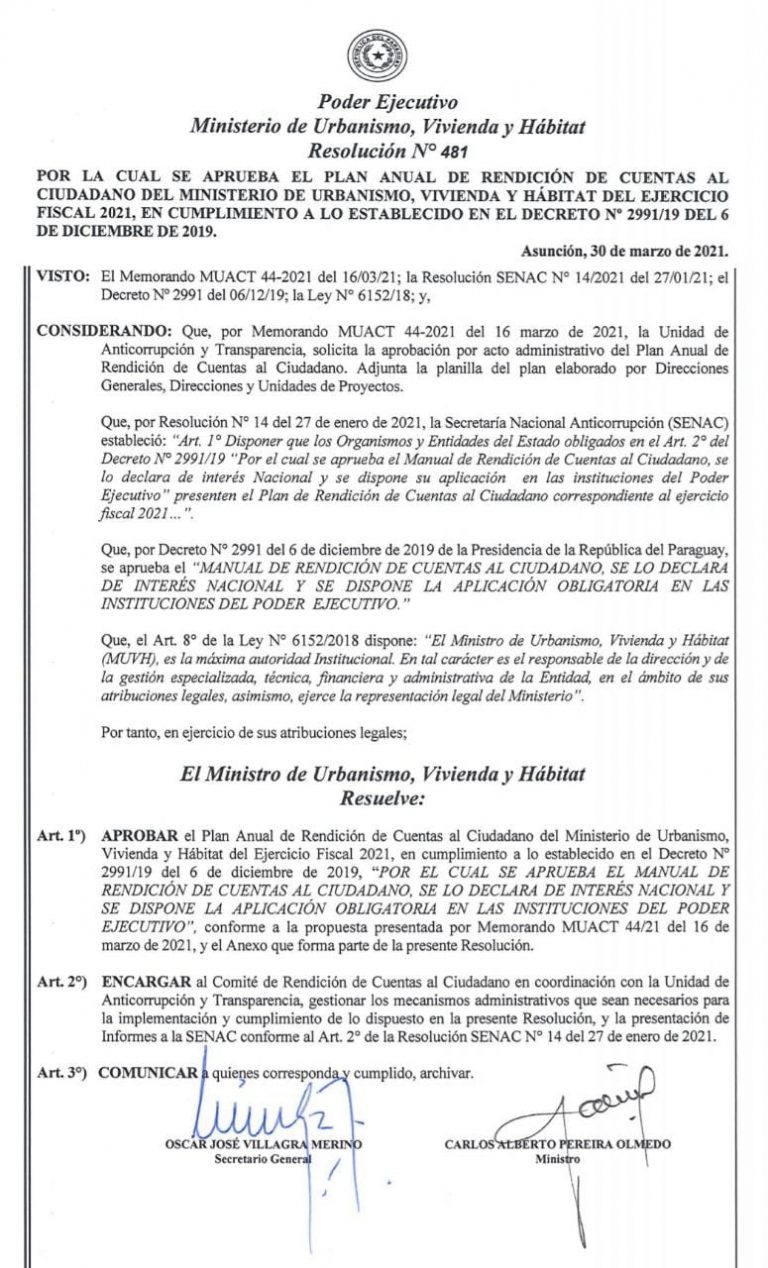 REPUBLICA DEL PARAGUAY
Poder Ejecutivo
Ministerio de Urbanismo, Vivienda y Hábitat
Resolución N° 481
POR LA CUAL SE APRUEBA EL PLAN ANUAL DE RENDICIÓN DE CUENTAS AL
CIUDADANO DEL MINISTERIO DE URBANISMO, VIVIENDA Y HÁBITAT DEL EJERCICIO
FISCAL 2021, EN CUMPLIMIENTO A LO ESTABLECIDO EN EL DECRETO Nº 2991/19 DEL 6
DE DICIEMBRE DE 2019.
Asunción, 30 de marzo de 2021.
VISTO: El Memorando MUACT 44-2021 del 16/03/21; la Resolución SENAC N° 14/2021 del 27/01/21; el
Decreto N° 2991 del 06/12/19; la Ley N° 6152/18; y,
CONSIDERANDO: Que, por Memorando MUACT 44-2021 del 16 marzo de 2021, la Unidad de
Anticorrupción y Transparencia, solicita la aprobación por acto administrativo del Plan Anual de
Rendición de Cuentas al Ciudadano. Adjunta la planilla del plan elaborado por Direcciones
Generales, Direcciones y Unidades de Proyectos.
Que, por Resolución N° 14 del 27 de enero de 2021, la Secretaría Nacional Anticorrupción (SENAC)
estableció: “Art. 1° Disponer que los Organismos y Entidades del Estado obligados en el Art. 2° del
Decreto N° 2991/19 “Por el cual se aprueba el Manual de Rendición de Cuentas al Ciudadano, se
lo declara de interés Nacional y se dispone su aplicación en las instituciones del Poder
Ejecutivo” presenten el Plan de Rendición de Cuentas al Ciudadano correspondiente al ejercicio
fiscal 2021...”.
Que, por Decreto N° 2991 del 6 de diciembre de 2019 de la Presidencia de la República del Paraguay,
se aprueba el “MANUAL DE RENDICIÓN DE CUENTAS AL CIUDADANO, SE LO DECLARA
DE INTERÉS NACIONAL Y SE DISPONE LA APLICACIÓN OBLIGATORIA EN LAS
INSTITUCIONES DEL PODER EJECUTIVO.”
Que, el Art. 8° de la Ley N° 6152/2018 dispone: “El Ministro de Urbanismo, Vivienda y Hábitat
(MUVH), es la máxima autoridad Institucional. En tal carácter es el responsable de la dirección y de
la gestión especializada, técnica, financiera y administrativa de la Entidad, en el ámbito de sus
atribuciones legales, asimismo, ejerce la representación legal del Ministerio”.
Por tanto, en ejercicio de sus atribuciones legales;
El Ministro de Urbanismo, Vivienda y Hábitat
Resuelve:
Art. 1º) APROBAR el Plan Anual de Rendición de Cuentas al Ciudadano del Ministerio de Urbanismo,
Vivienda y Hábitat del Ejercicio Fiscal 2021, en cumplimiento a lo establecido en el Decreto N°
2991/19 del 6 de diciembre de 2019, “POR EL CUAL SE APRUEBA EL MANUAL DE
RENDICIÓN DE CUENTAS AL CIUDADANO, SE LO DECLARA DE INTERÉS NACIONAL Y
SE DISPONE LA APLICACIÓN OBLIGATORIA EN LAS INSTITUCIONES DEL PODER
EJECUTIVO”, conforme a la propuesta presentada por Memorando MUACT 44/21 del 16 de
marzo de 2021, y el Anexo que forma parte de la presente Resolución.
Art. 2°) ENCARGAR al Comité de Rendición de Cuentas al Ciudadano en coordinación con la Unidad de
Anticorrupción y Transparencia, gestionar los mecanismos administrativos que sean necesarios para
la implementación y cumplimiento de lo dispuesto en la presente Resolución, y la presentación de
Informes a la SENAC conforme al Art. 2° de la Resolución SENAC N° 14 del 27 de enero de 2021.
Art. 3°) COMUNICAR a quienes corresponda y cumplido, archivar.
OSCAR JOSÉ VILLAGRA MERINO
Secretario General
CARLOS ALBERTO PEREIRA OLMEDO
Ministro